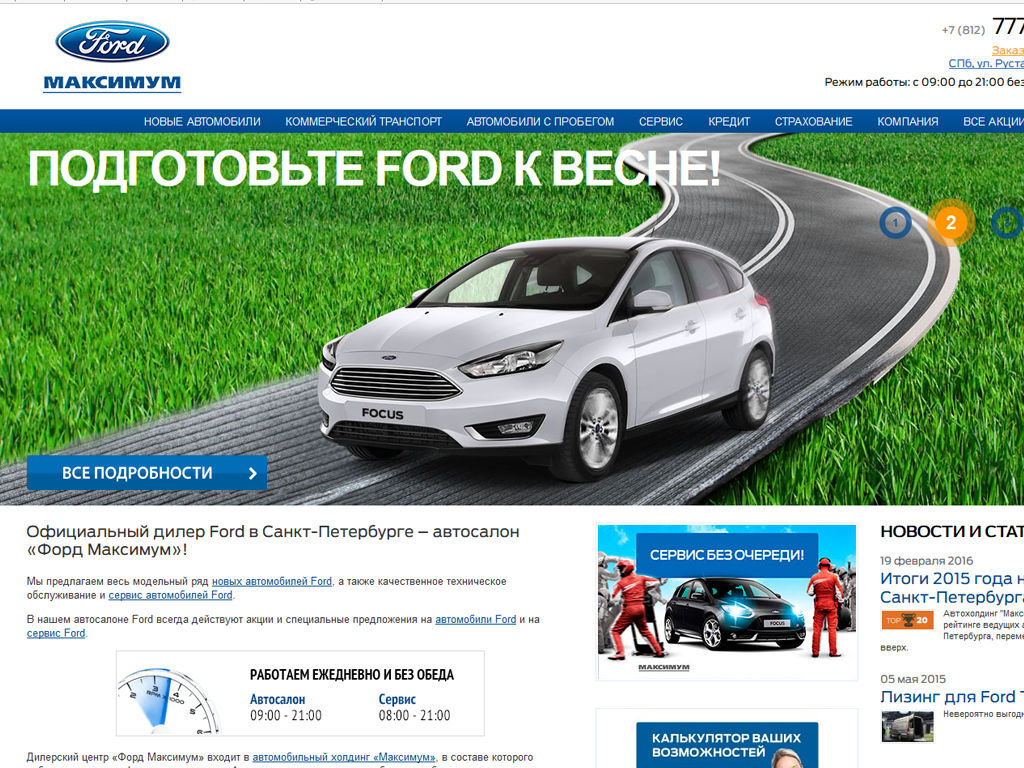 Ford
МАКСИМУМ
+7 (812) 777
Заказ
СПб, ул. Руста
Режим работы: с 09:00 до 21:00 без
НОВЫЕ АВТОМОБИЛИ КОММЕРЧЕСКИЙ ТРАНСПОРТ АВТОМОБИЛИ С ПРОБЕГОМ СЕРВИС КРЕДИТ СТРАХОВАНИЕ КОМПАНИЯ ВСЕ АКЦИИ
ПОДГОТОВЬТЕ FORD К ВЕСНЕ!
1 2
FOCUS
ВСЕ ПОДРОБНОСТИ
Официальный дилер Ford в Санкт-Петербурге – автосалон
«Форд Максимум»!
Мы предлагаем весь модельный ряд новых автомобилей Ford, а также качественное техническое
обслуживание и сервис автомобилей Ford.
В нашем автосалоне Ford всегда действуют акции и специальные предложения на автомобили Ford и на
сервис Ford.
РАБОТАЕМ ЕЖЕДНЕВНО И БЕЗ ОБЕДА
Автосалон Сервис
09:00 - 21:00 08:00 - 21:00
Дилерский центр «Форд Максимум» входит в автомобильный холдинг «Максимум», в составе которого
СЕРВИС БЕЗ ОЧЕРЕДИ!
FOCUS
МАКСИМУМ
КАЛЬКУЛЯТОР ВАШИХ
ВОЗМОЖНОСТЕЙ
НОВОСТИ И СТАТ
19 февраля 2016
Итоги 2015 года н
Санкт-Петербурга
TOP 20
Автохолдинг "Макс
рейтинге ведущих а
Петербурга, переме
вверх.
05 мая 2015
Лизинг для Ford T
Невероятно выгодн